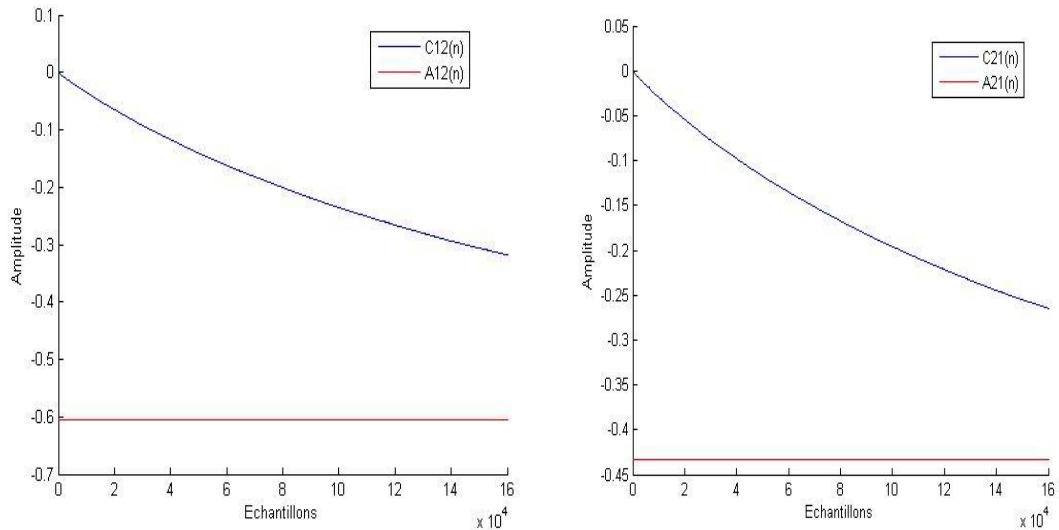 0.1
0
-0.1
-0.2
-0.3
-0.4
-0.5
-0.6
-0.7
Amplitude
C12(n)
A12(n)
0 2 4 6 8 10 12 14 16
Echantillons
x 10^4
0.05
0
-0.05
-0.1
-0.15
-0.2
-0.25
-0.3
-0.35
-0.4
-0.45
Amplitude
C21(n)
A21(n)
0 2 4 6 8 10 12 14 16
Echantillons
x 10^4